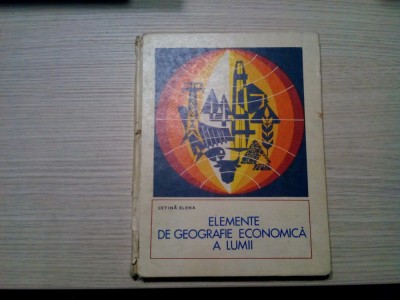 CETINĂ ELENA
ELEMENTE
DE GEOGRAFIE ECONOMICĂ
A LUMII